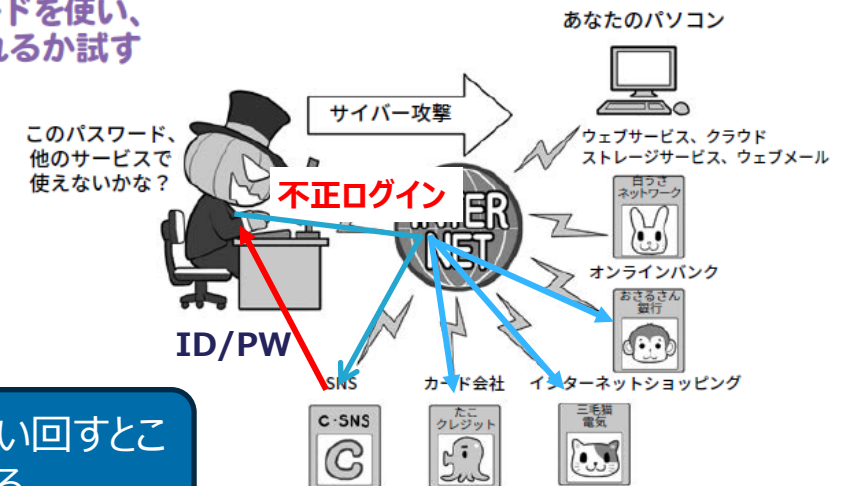 ードを使い、
れるか試す
あなたのパソコン
サイバー攻撃
このパスワード、
他のサービスで
使えないかな？
ウェブサービス、クラウド
ストレージサービス、ウェブメール
不正ログイン
白うさ
ネットワーク
NET
オンラインバンク
おさるさん
銀行
ID/PW
SNS
カード会社
インターネットショッピング
C·SNS
C
たこ
クレジット
三毛猫
電気
い回すとこ
る